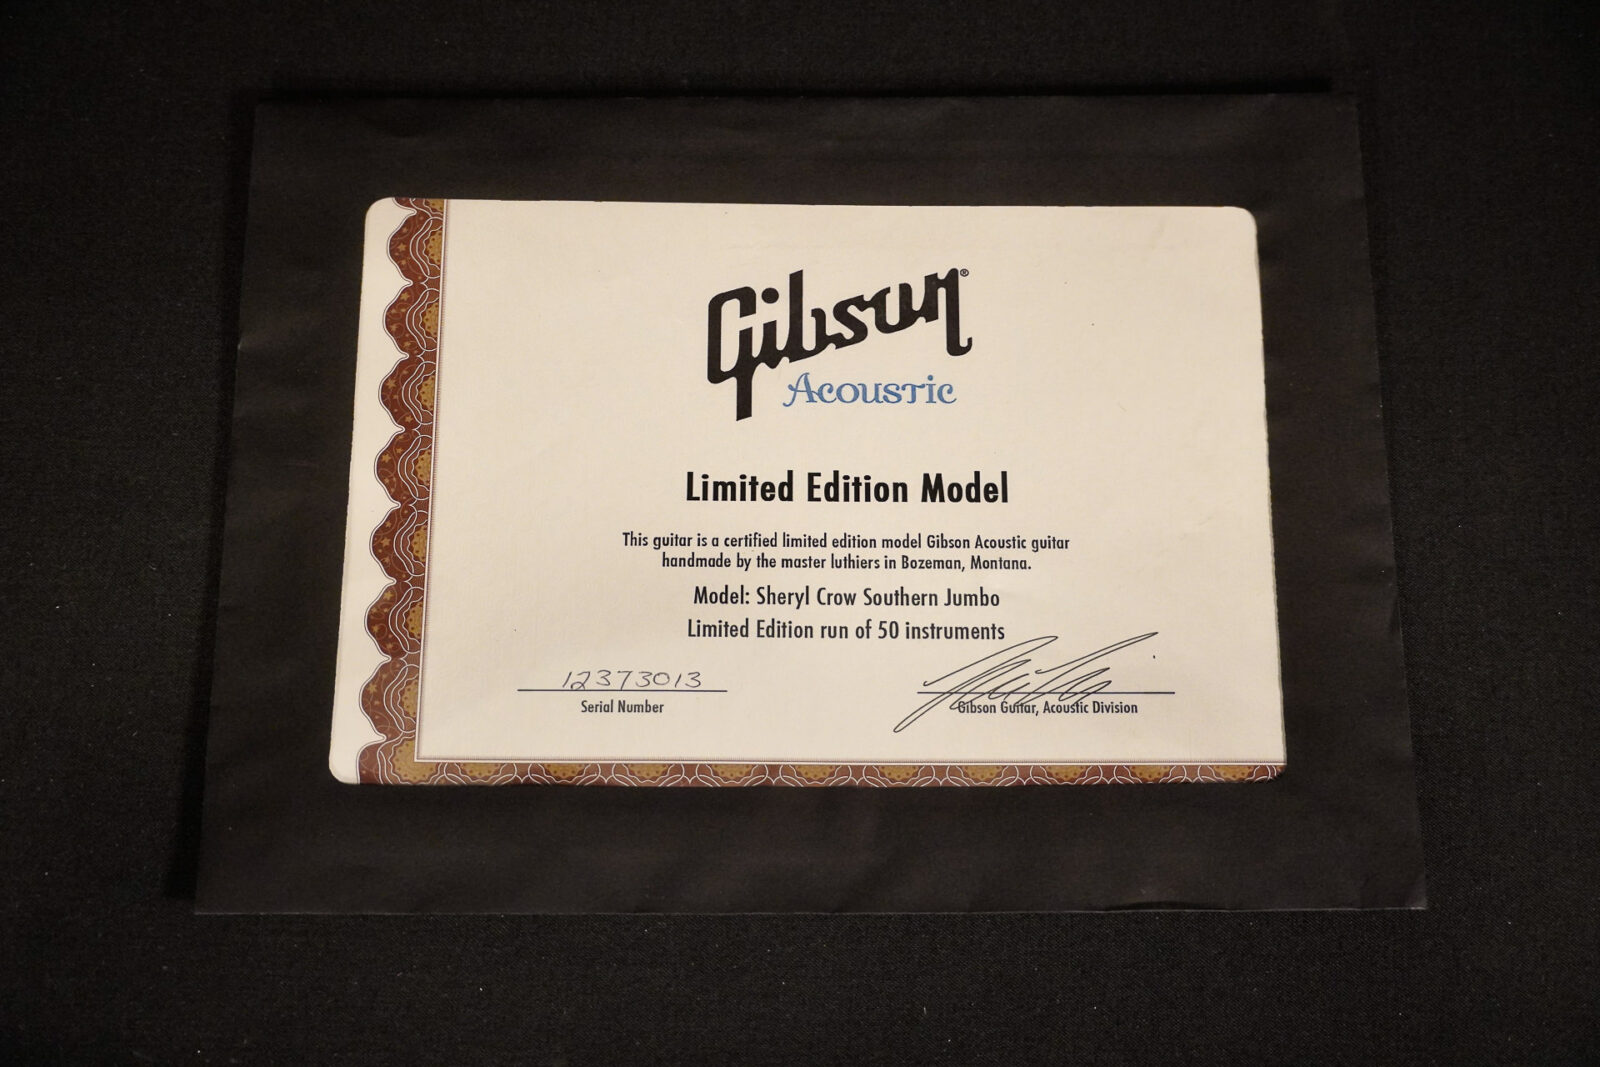 Gibson®
Acoustic
Limited Edition Model
This guitar is a certified limited edition model Gibson Acoustic guitar
handmade by the master luthiers in Bozeman, Montana.
Model: Sheryl Crow Southern Jumbo
Limited Edition run of 50 instruments
12373013
Serial Number
Gibson Guitar, Acoustic Division